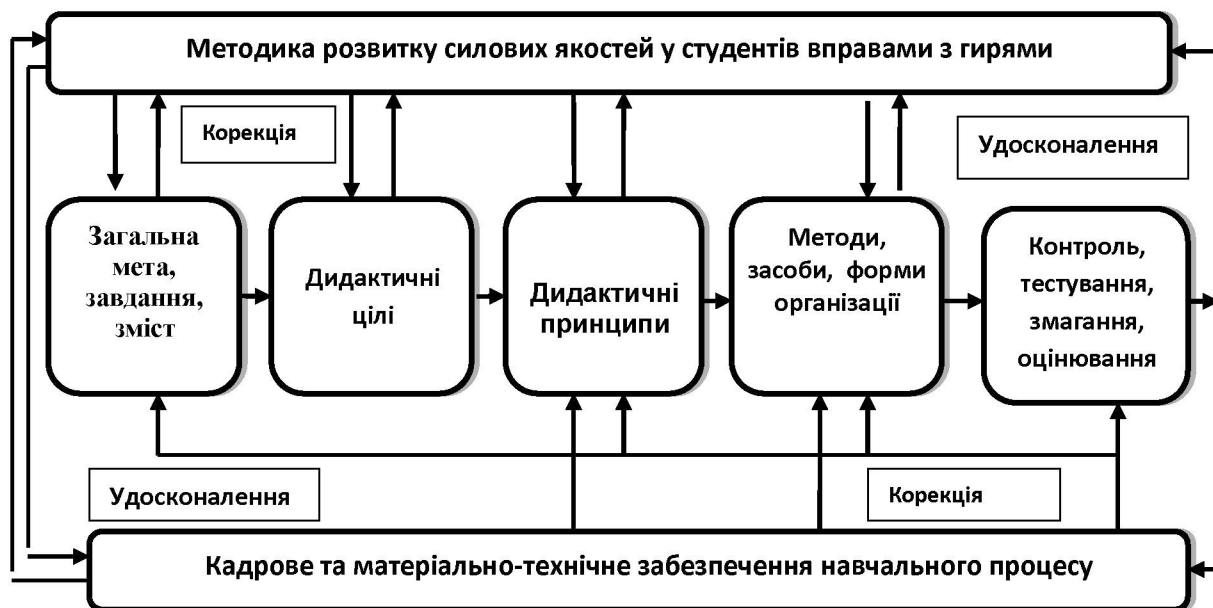 Методика розвитку силових якостей у студентів вправами з гирями
Корекція
Удосконалення
Загальна
мета,
завдання,
зміст
Дидактичні
цілі
Дидактичні
принципи
Методи,
засоби, форми
організації
Контроль,
тестування,
змагання,
оцінювання
Удосконалення
Корекція
Кадрове та матеріально-технічне забезпечення навчального процесу